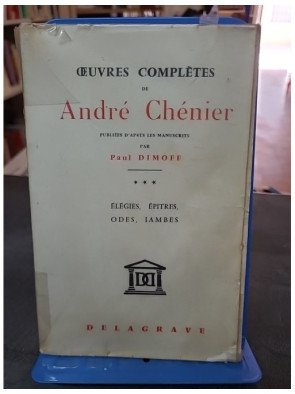 ŒUVRES COMPLÈTES
DE
André Chénier
PUBLIÉES D'APRÈS LES MANUSCRITS
PAR
Paul DIMOFF
* * *
ÉLÉGIES, ÉPITRES,
ODES, IAMBES
DELAGRAVE